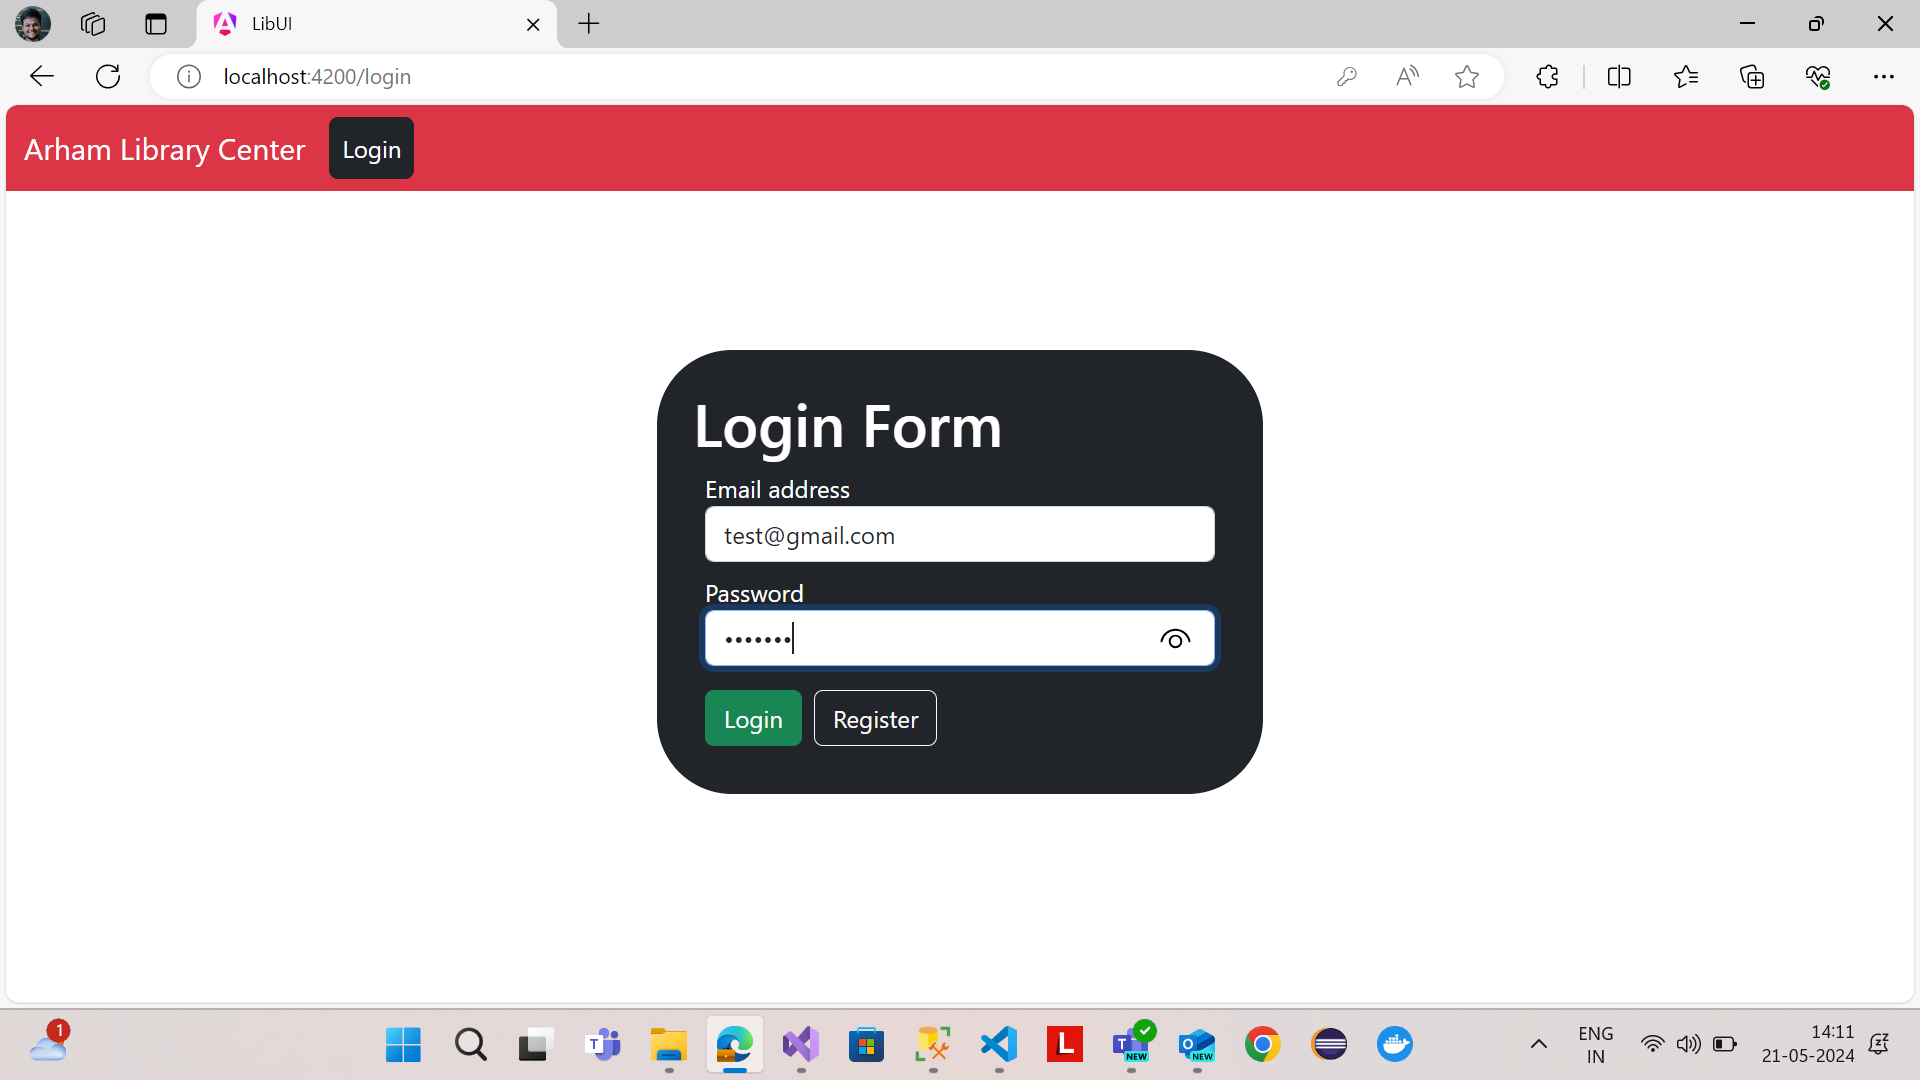 LibUI
localhost:4200/login
Arham Library Center Login
Login Form
Email address
test@gmail.com
Password
•••••••
Login Register
1
T
L
T NEW
O NEW
ENG
IN
14:11
21-05-2024